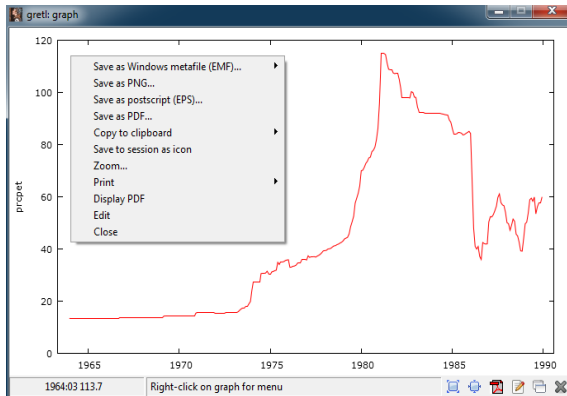 gretl: graph
120
100
80
60
40
20
0
prcpet
Save as Windows metafile (EMF)...
Save as PNG...
Save as postscript (EPS)...
Save as PDF...
Copy to clipboard
Save to session as icon
Zoom...
Print
Display PDF
Edit
Close
1965 1970 1975 1980 1985 1990
1964:03 113.7 Right-click on graph for menu